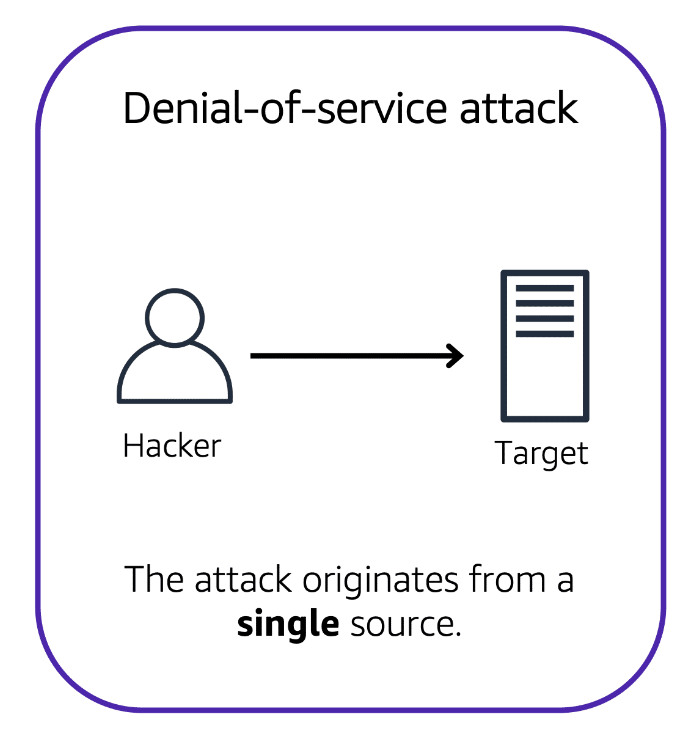 Denial-of-service attack
Hacker
Target
The attack originates from a
single source.